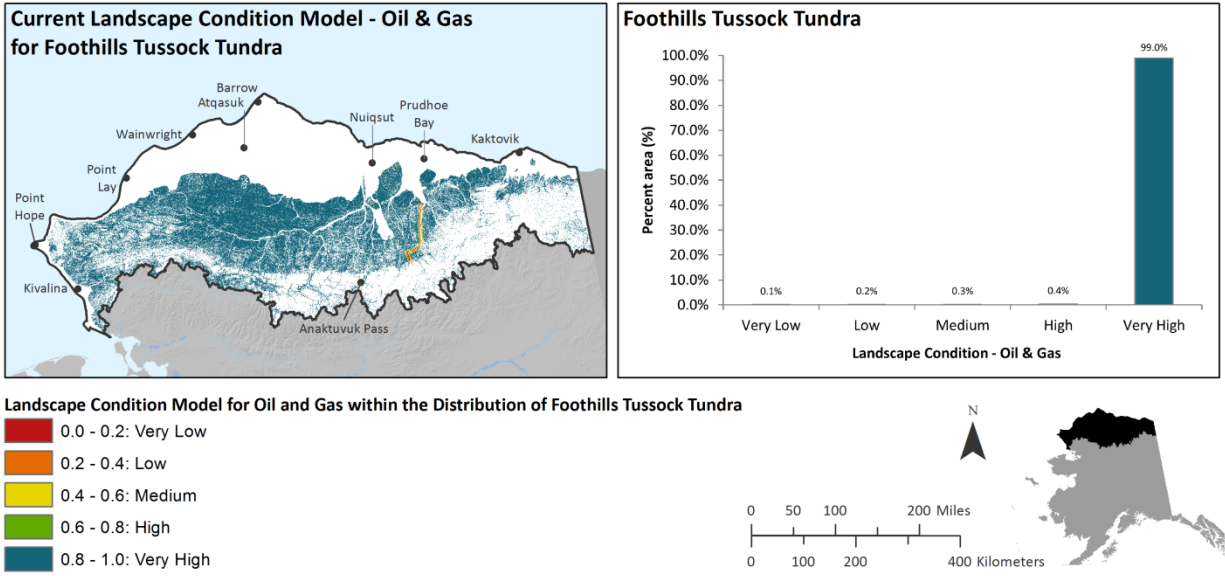 Current Landscape Condition Model - Oil & Gas
for Foothills Tussock Tundra
Barrow
Atqasuk
Wainwright
Nuiqsut
Prudhoe
Bay
Kaktovik
Point
Lay
Point
Hope
Kivalina
Anaktuvuk Pass
Foothills Tussock Tundra
Percent area (%)
100.0%
90.0%
80.0%
70.0%
60.0%
50.0%
40.0%
30.0%
20.0%
10.0%
0.0%
0.1%
0.2%
0.3%
0.4%
99.0%
Very Low
Low
Medium
High
Very High
Landscape Condition - Oil & Gas
Landscape Condition Model for Oil and Gas within the Distribution of Foothills Tussock Tundra
0.0 - 0.2: Very Low
0.2 - 0.4: Low
0.4 - 0.6: Medium
0.6 - 0.8: High
0.8 - 1.0: Very High
N
0 50 100 200 Miles
0 100 200 400 Kilometers